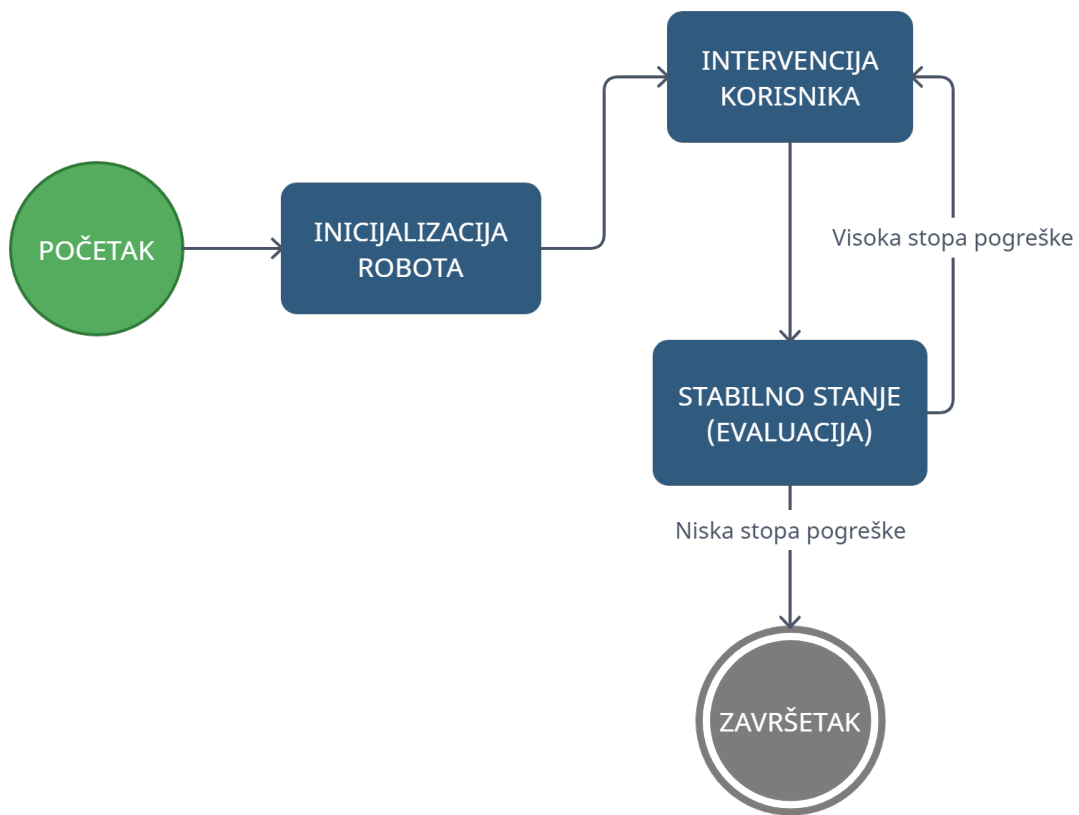 POČETAK
INICIJALIZACIJA
ROBOTA
INTERVENCIJA
KORISNIKA
Visoka stopa pogreške
STABILNO STANJE
(EVALUACIJA)
Niska stopa pogreške
ZAVRŠETAK